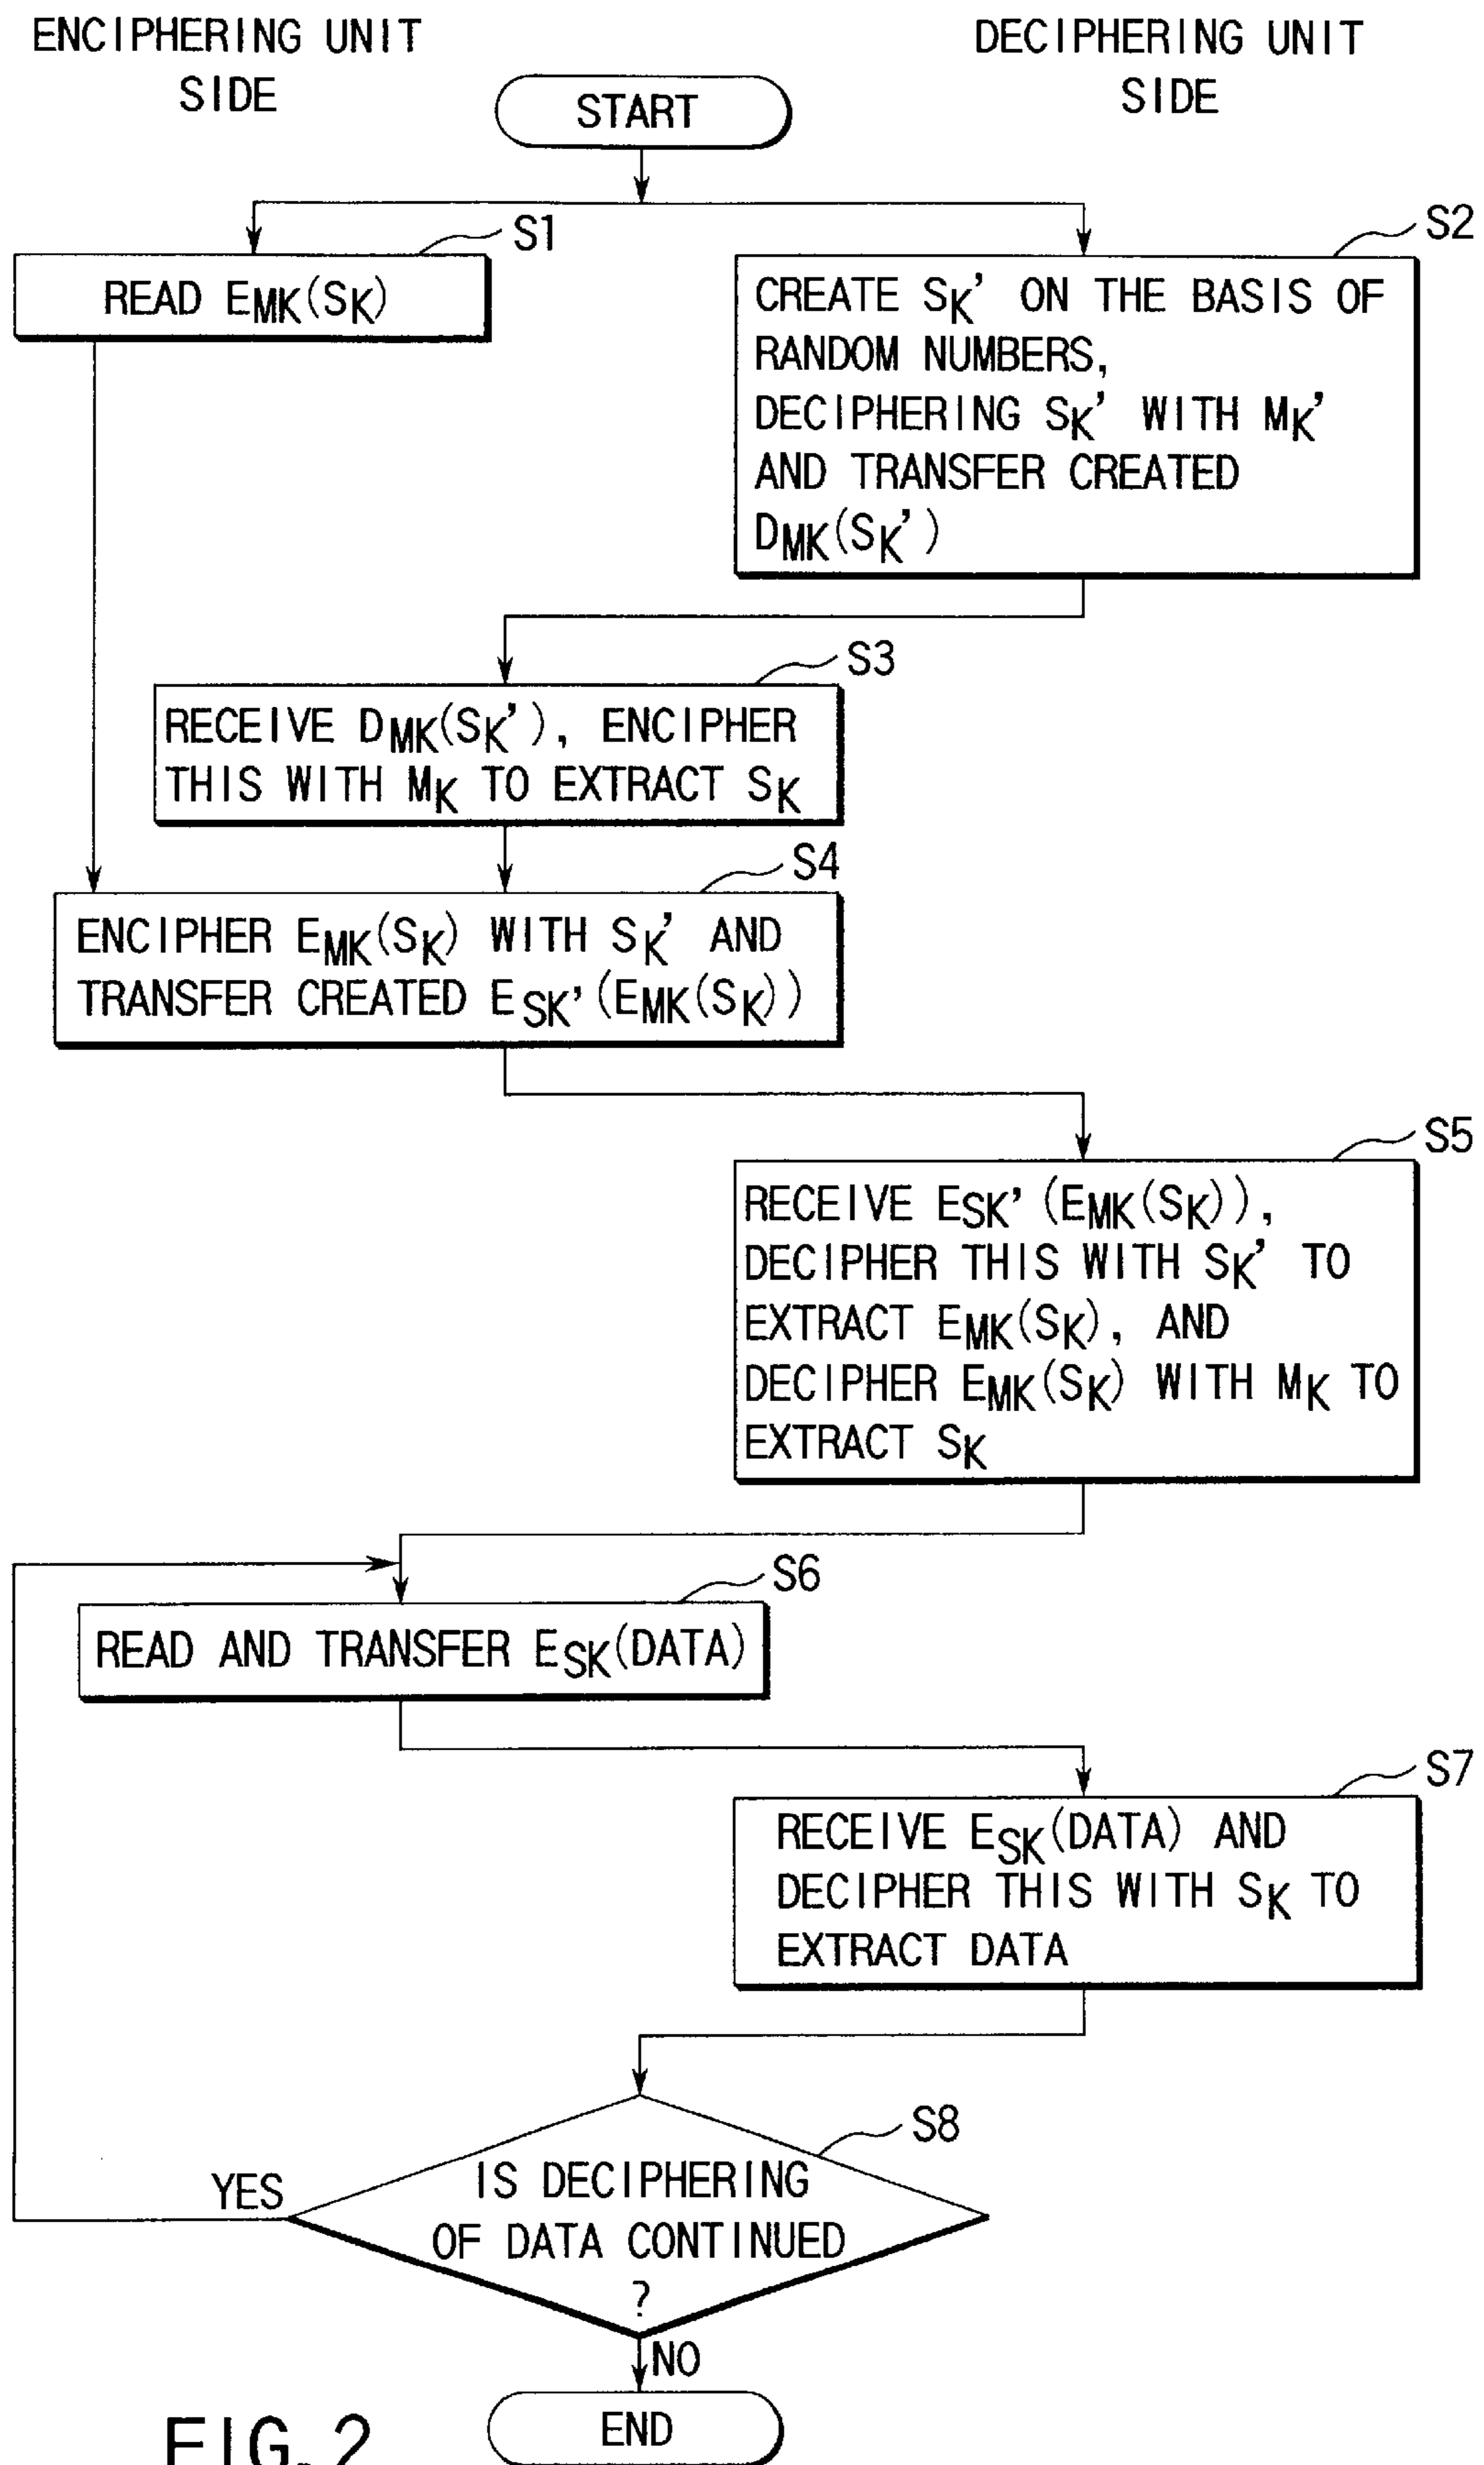 ENCIPHERING UNIT
SIDE
DECIPHERING UNIT
SIDE
START
S1
READ EMK(SK)
S2
CREATE SK' ON THE BASIS OF
RANDOM NUMBERS,
DECIPHERING SK' WITH MK'
AND TRANSFER CREATED
DMK(SK')
S3
RECEIVE DMK(SK'), ENCIPHER
THIS WITH MK TO EXTRACT SK
S4
ENCIPHER EMK(SK) WITH SK' AND
TRANSFER CREATED ESK'(EMK(SK))
S5
RECEIVE ESK'(EMK(SK)),
DECIPHER THIS WITH SK' TO
EXTRACT EMK(SK), AND
DECIPHER EMK(SK) WITH MK TO
EXTRACT SK
S6
READ AND TRANSFER ESK(DATA)
S7
RECEIVE ESK(DATA) AND
DECIPHER THIS WITH SK TO
EXTRACT DATA
S8
IS DECIPHERING
OF DATA CONTINUED
?
YES
NO
END
FIG. 2